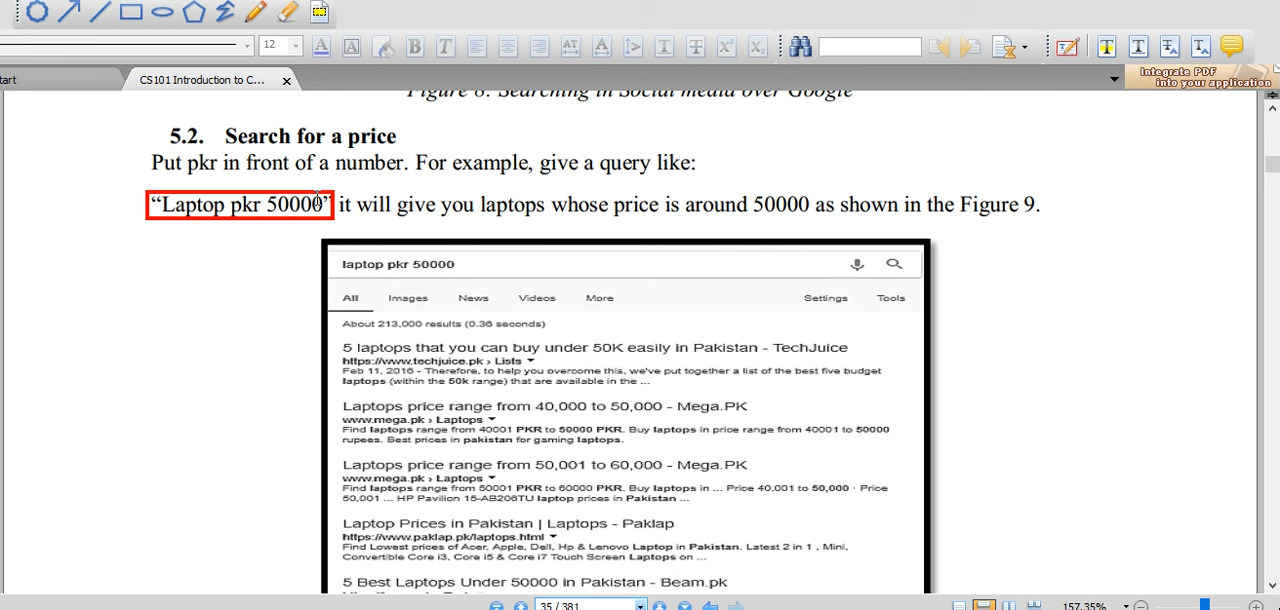 12
Integrate PDF
into your application
tart
CS101 Introduction to C...
Figure 8: Searching in Social media over Google
5.2. Search for a price
Put pkr in front of a number. For example, give a query like:
“Laptop pkr 50000” it will give you laptops whose price is around 50000 as shown in the Figure 9.
laptop pkr 50000
All Images News Videos More Settings Tools
About 213,000 results (0.36 seconds)
5 laptops that you can buy under 50K easily in Pakistan - TechJuice
https://www.techjuice.pk › Lists
Feb 11, 2016 - Therefore, to help you overcome this, we've put together a list of the best five budget
laptops (within the 50k range) that are available in the ...
Laptops price range from 40,000 to 50,000 - Mega.PK
www.mega.pk › Laptops
Find laptops range from 40001 PKR to 50000 PKR. Buy laptops in price range from 40001 to 50000
rupees. Best prices in pakistan for gaming laptops.
Laptops price range from 50,001 to 60,000 - Mega.PK
www.mega.pk › Laptops
Find laptops range from 50001 PKR to 60000 PKR. Buy laptops in ... Price 40,001 to 50,000 · Price
50,001 ... HP Pavilion 15-AB206TU laptop prices in Pakistan ...
Laptop Prices in Pakistan | Laptops - Paklap
https://www.paklap.pk/laptops.html
Find Lowest prices of Acer, Apple, Dell, Hp & Lenovo Laptop in Pakistan. Latest 2 in 1 , Mini,
Convertible Core i3, Core i5 & Core i7 Touch Screen Laptops on ...
5 Best Laptops Under 50000 in Pakistan - Beam.pk
35 / 381
157.35%